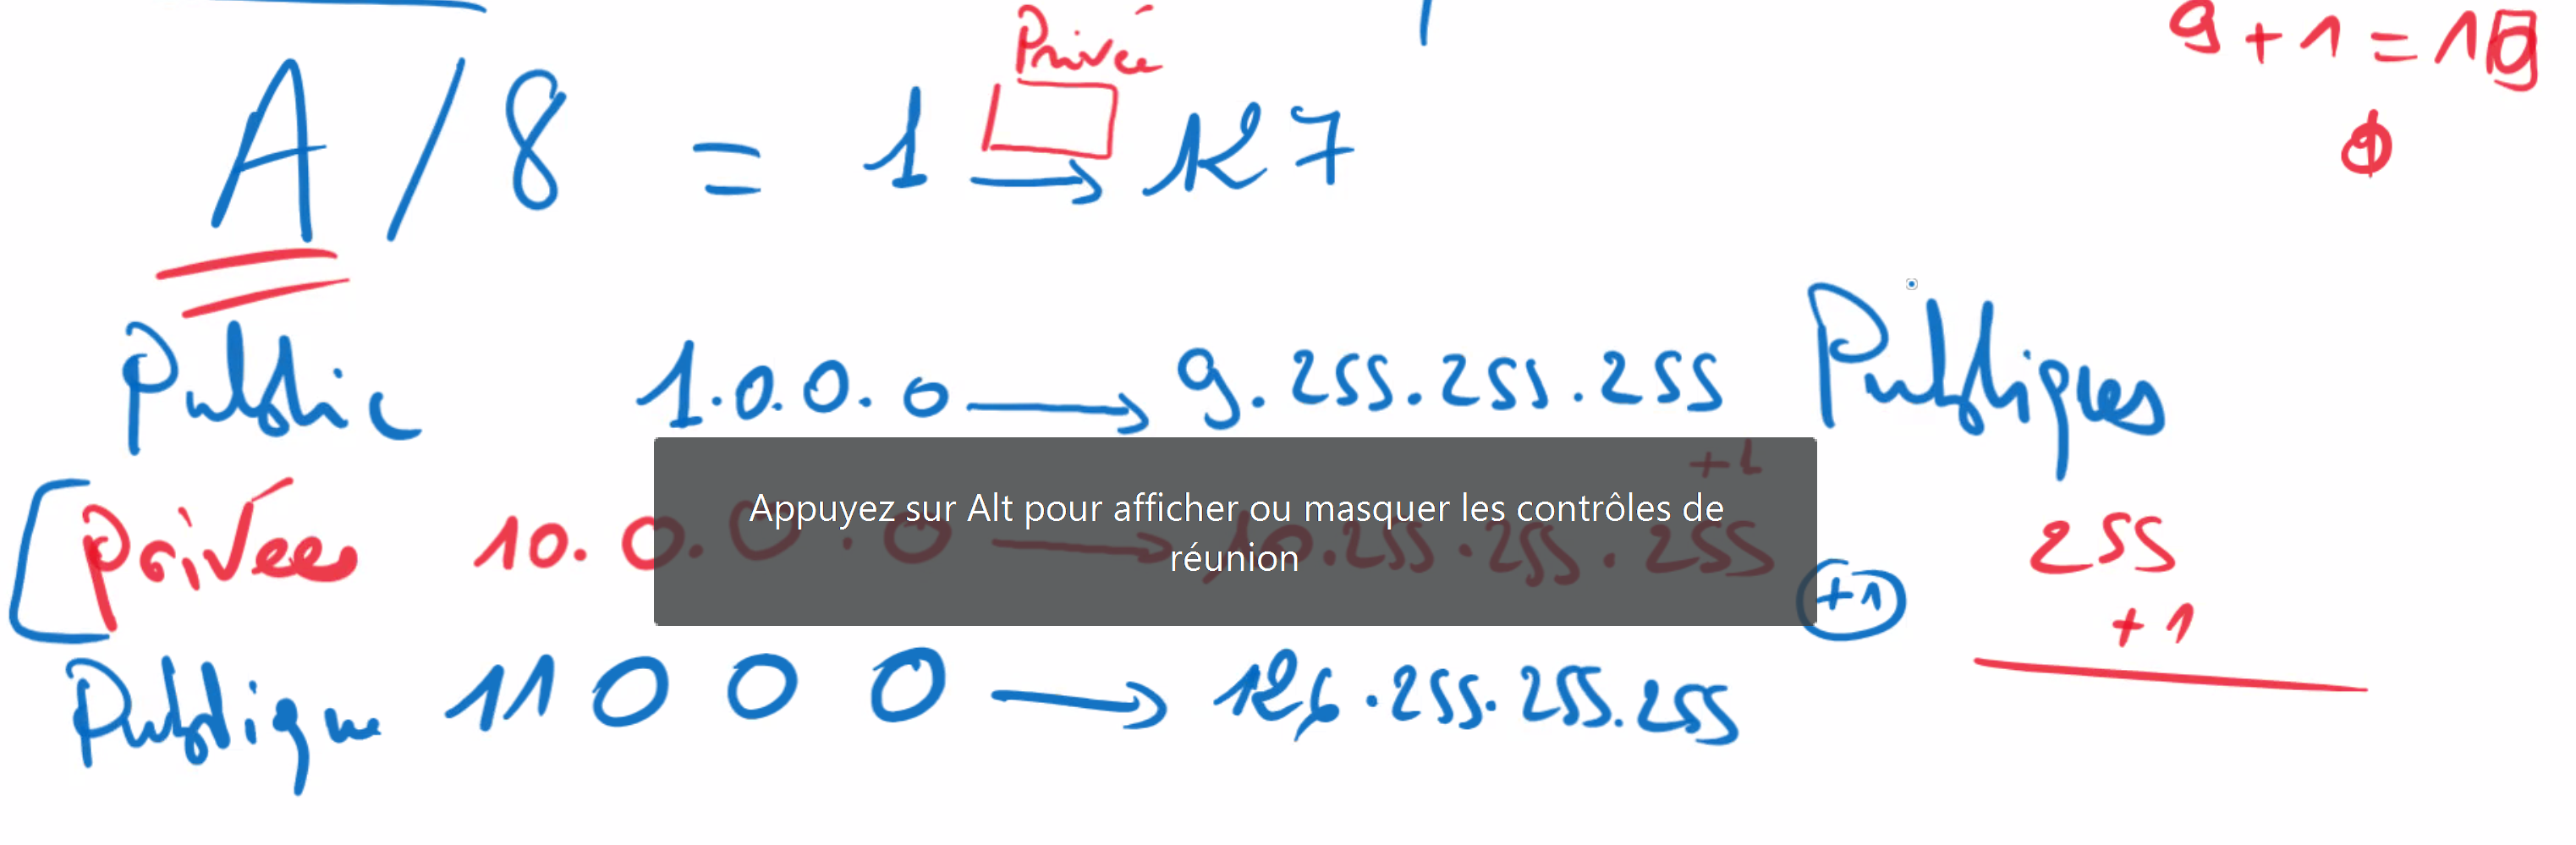 Privée
9 + 1 = 10
A / 8 = 1 → 127
Public 1.0.0.0 → 9.255.255.255 Publiques
+1
Appuyez sur Alt pour afficher ou masquer les contrôles de
réunion
Privées 10.0.0.0 → 10.255.255.255
+1
255
+ 1
Publique 11 0 0 0 → 126.255.255.255